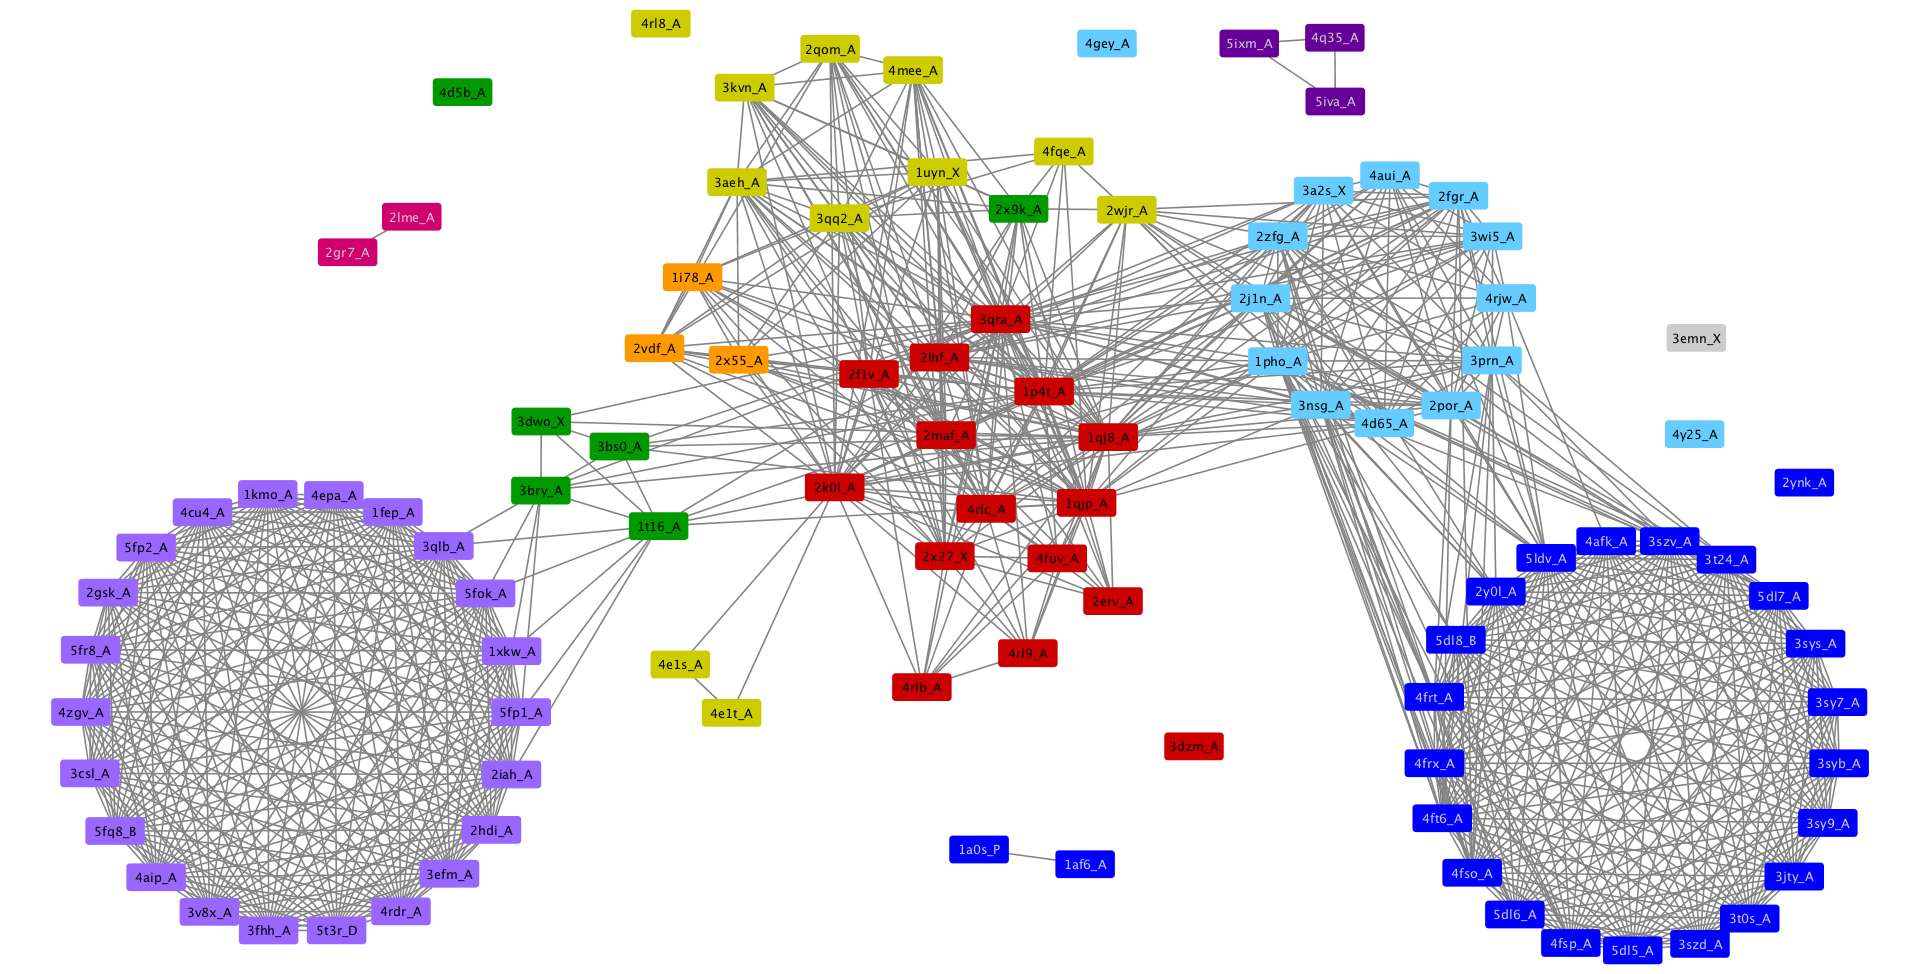 4rl8_A
2qom_A
4gey_A
5ixm_A
4q35_A
4mee_A
3kvn_A
4d5b_A
5iva_A
4fqe_A
1uyn_X
3aeh_A
4aui_A
3a2s_X
2fgr_A
2lme_A
3qq2_A
2x9k_A
2wjr_A
2zfg_A
3wi5_A
2gr7_A
1i78_A
2j1n_A
4rjw_A
3qra_A
3emn_X
2vdf_A
2x55_A
2lhf_A
2f1v_A
1pho_A
3prn_A
1p4t_A
3nsg_A
2por_A
3dwo_X
4d65_A
3bs0_A
2maf_A
1qj8_A
4y25_A
3bry_A
2k0l_A
2ynk_A
1kmo_A
4epa_A
4cu4_A
1fep_A
1t16_A
4rlc_A
1qjp_A
5fp2_A
3qlb_A
2x27_X
4fuv_A
5ldv_A
4afk_A
3szv_A
3t24_A
2gsk_A
5fok_A
2erv_A
2y0l_A
5dl7_A
5fr8_A
1xkw_A
4e1s_A
4rl9_A
5dl8_B
3sys_A
4rlb_A
4zgv_A
5fp1_A
4e1t_A
4frt_A
3sy7_A
3csl_A
2iah_A
3dzm_A
4frx_A
3syb_A
5fq8_B
2hdi_A
4ft6_A
3sy9_A
1a0s_P
1af6_A
4aip_A
3efm_A
4fso_A
3jty_A
3v8x_A
4rdr_A
5dl6_A
3t0s_A
3fhh_A
5t3r_D
4fsp_A
5dl5_A
3szd_A